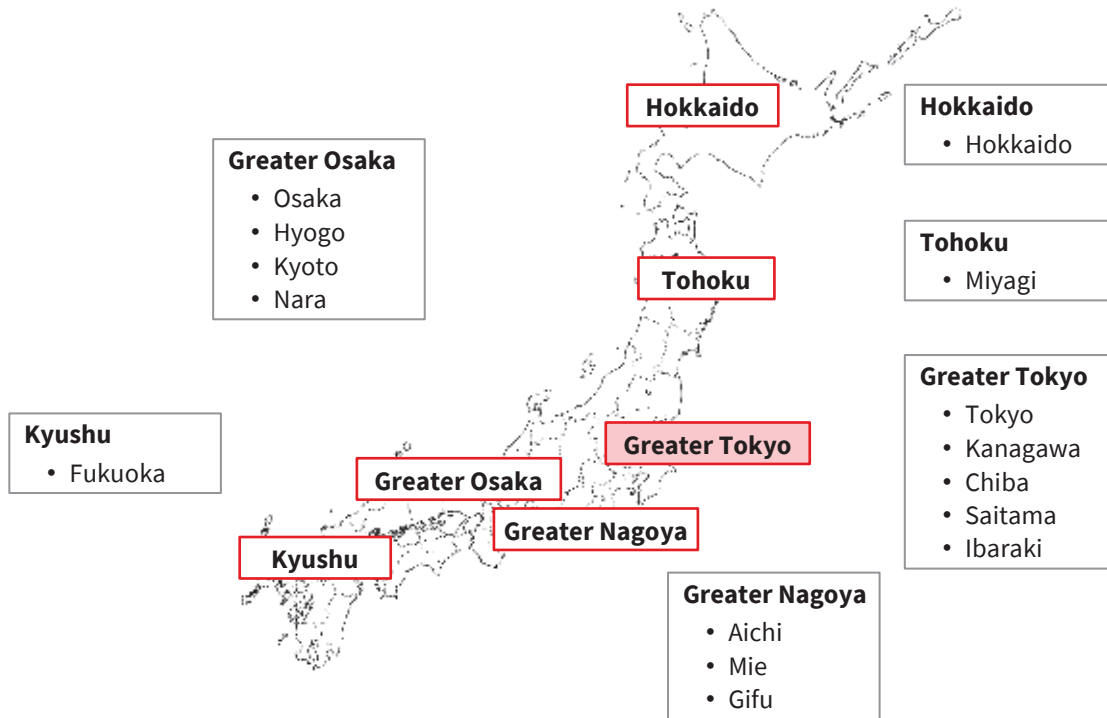 Hokkaido
Hokkaido
• Hokkaido
Greater Osaka
• Osaka
• Hyogo
• Kyoto
• Nara
Tohoku
Tohoku
• Miyagi
Greater Tokyo
• Tokyo
• Kanagawa
• Chiba
• Saitama
• Ibaraki
Kyushu
• Fukuoka
Greater Tokyo
Greater Osaka
Greater Nagoya
Kyushu
Greater Nagoya
• Aichi
• Mie
• Gifu